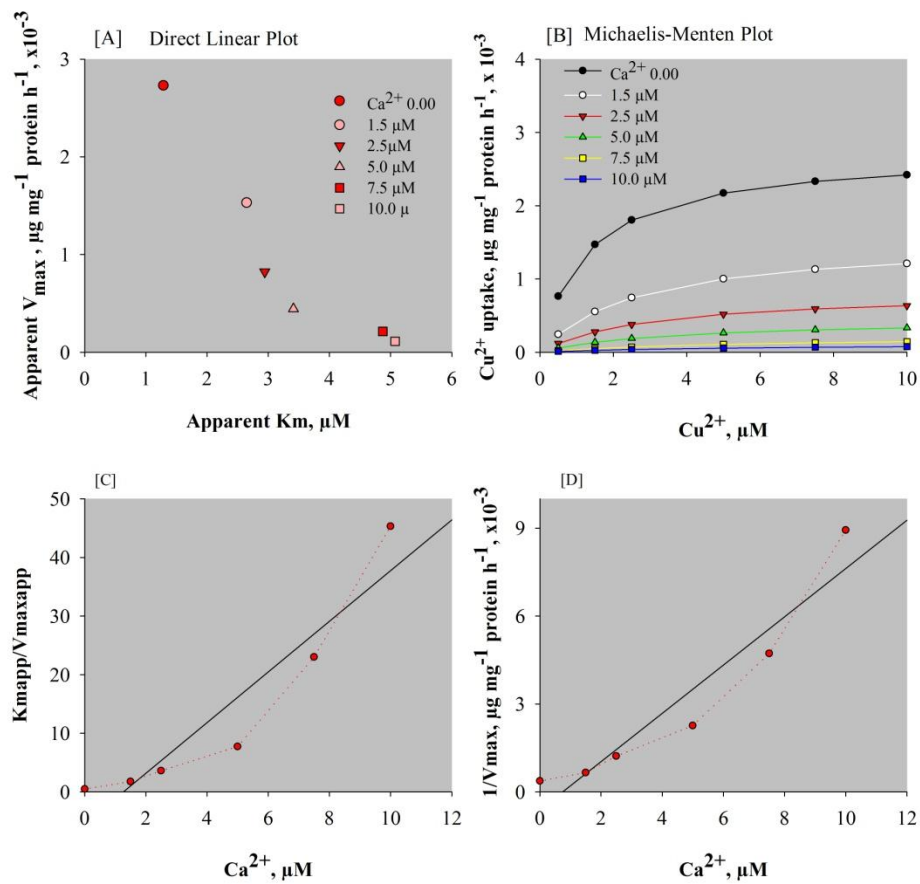 [A] Direct Linear Plot
Apparent V_max , µg mg⁻¹ protein h⁻¹, x10⁻³
3
2
1
0
Ca²⁺ 0.00
1.5 µM
2.5µM
5.0 µM
7.5 µM
10.0 µ
0 1 2 3 4 5 6
Apparent Km, µM
[B] Michaelis-Menten Plot
Cu²⁺ uptake, µg mg⁻¹ protein h⁻¹, x 10⁻³
4
3
2
1
0
Ca²⁺ 0.00
1.5 µM
2.5 µM
5.0 µM
7.5 µM
10.0 µM
0 2 4 6 8 10
Cu²⁺, µM
[C]
Kmapp/Vmaxapp
50
40
30
20
10
0
0 2 4 6 8 10 12
Ca²⁺, µM
[D]
1/Vmax, µg mg⁻¹ protein h⁻¹, x10⁻³
9
6
3
0
0 2 4 6 8 10 12
Ca²⁺, µM